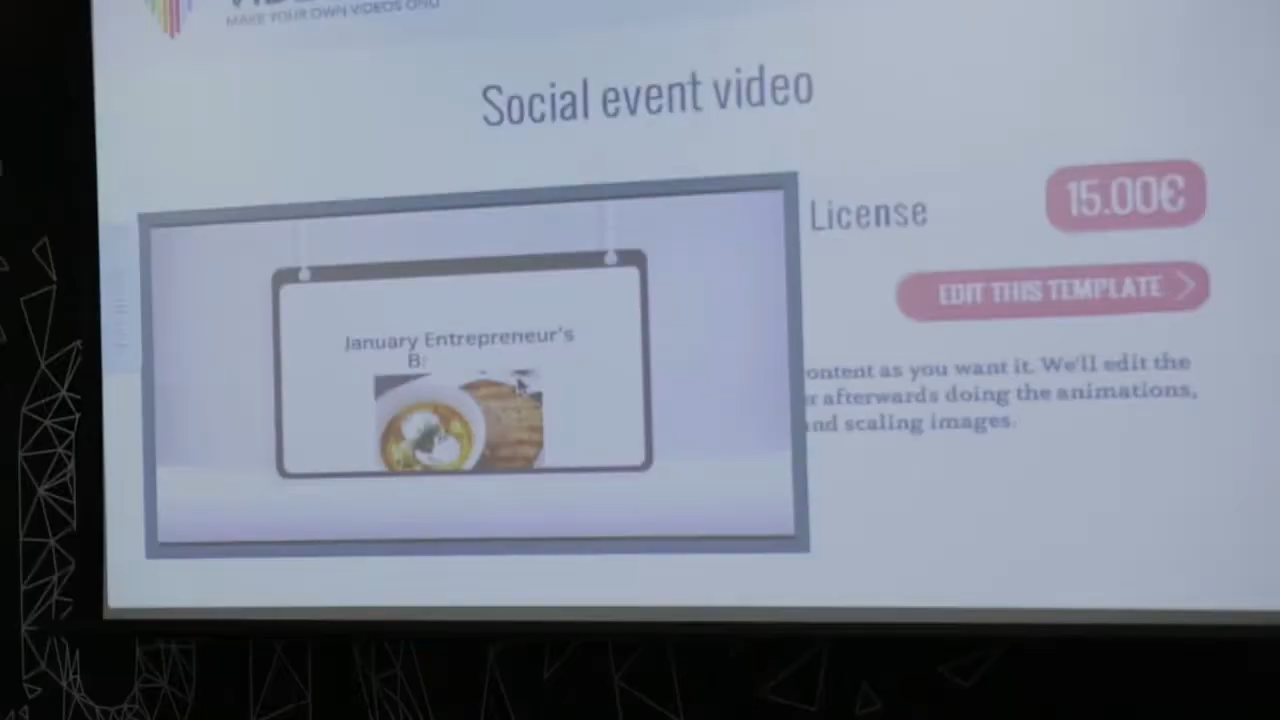 MAKE YOUR OWN VIDEOS ONLI
Social event video
License
15.00€
EDIT THIS TEMPLATE
January Entrepreneur's
B:
ontent as you want it. We'll edit the
r afterwards doing the animations,
and scaling images.